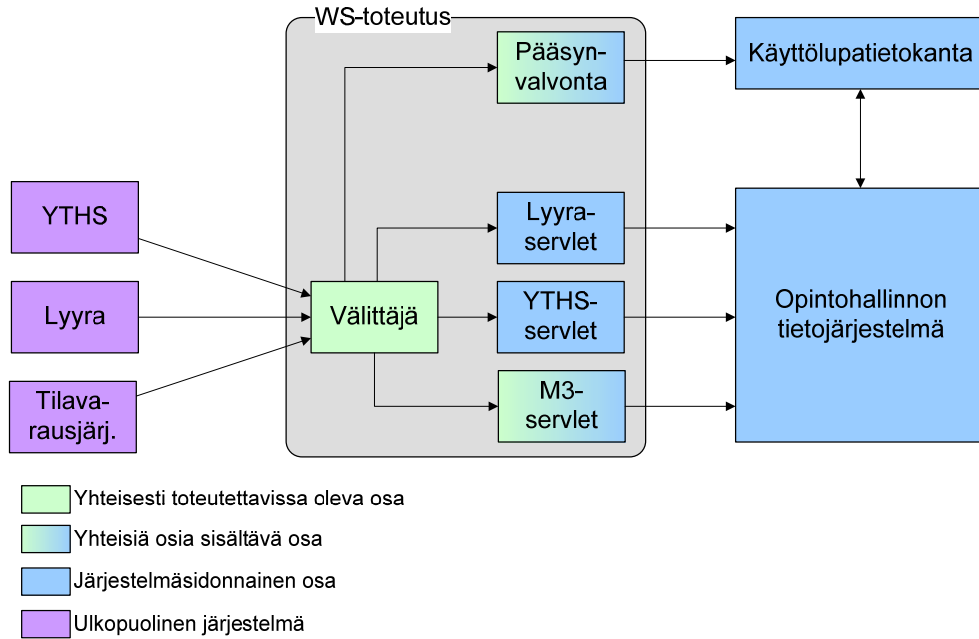 WS-toteutus
Pääsyn-
valvonta
Käyttölupatietokanta
YTHS
Lyyra-
servlet
Lyyra
Välittäjä
YTHS-
servlet
Opintohallinnon
tietojärjestelmä
Tilava-
rausjärj.
M3-
servlet
Yhteisesti toteutettavissa oleva osa
Yhteisiä osia sisältävä osa
Järjestelmäsidonnainen osa
Ulkopuolinen järjestelmä